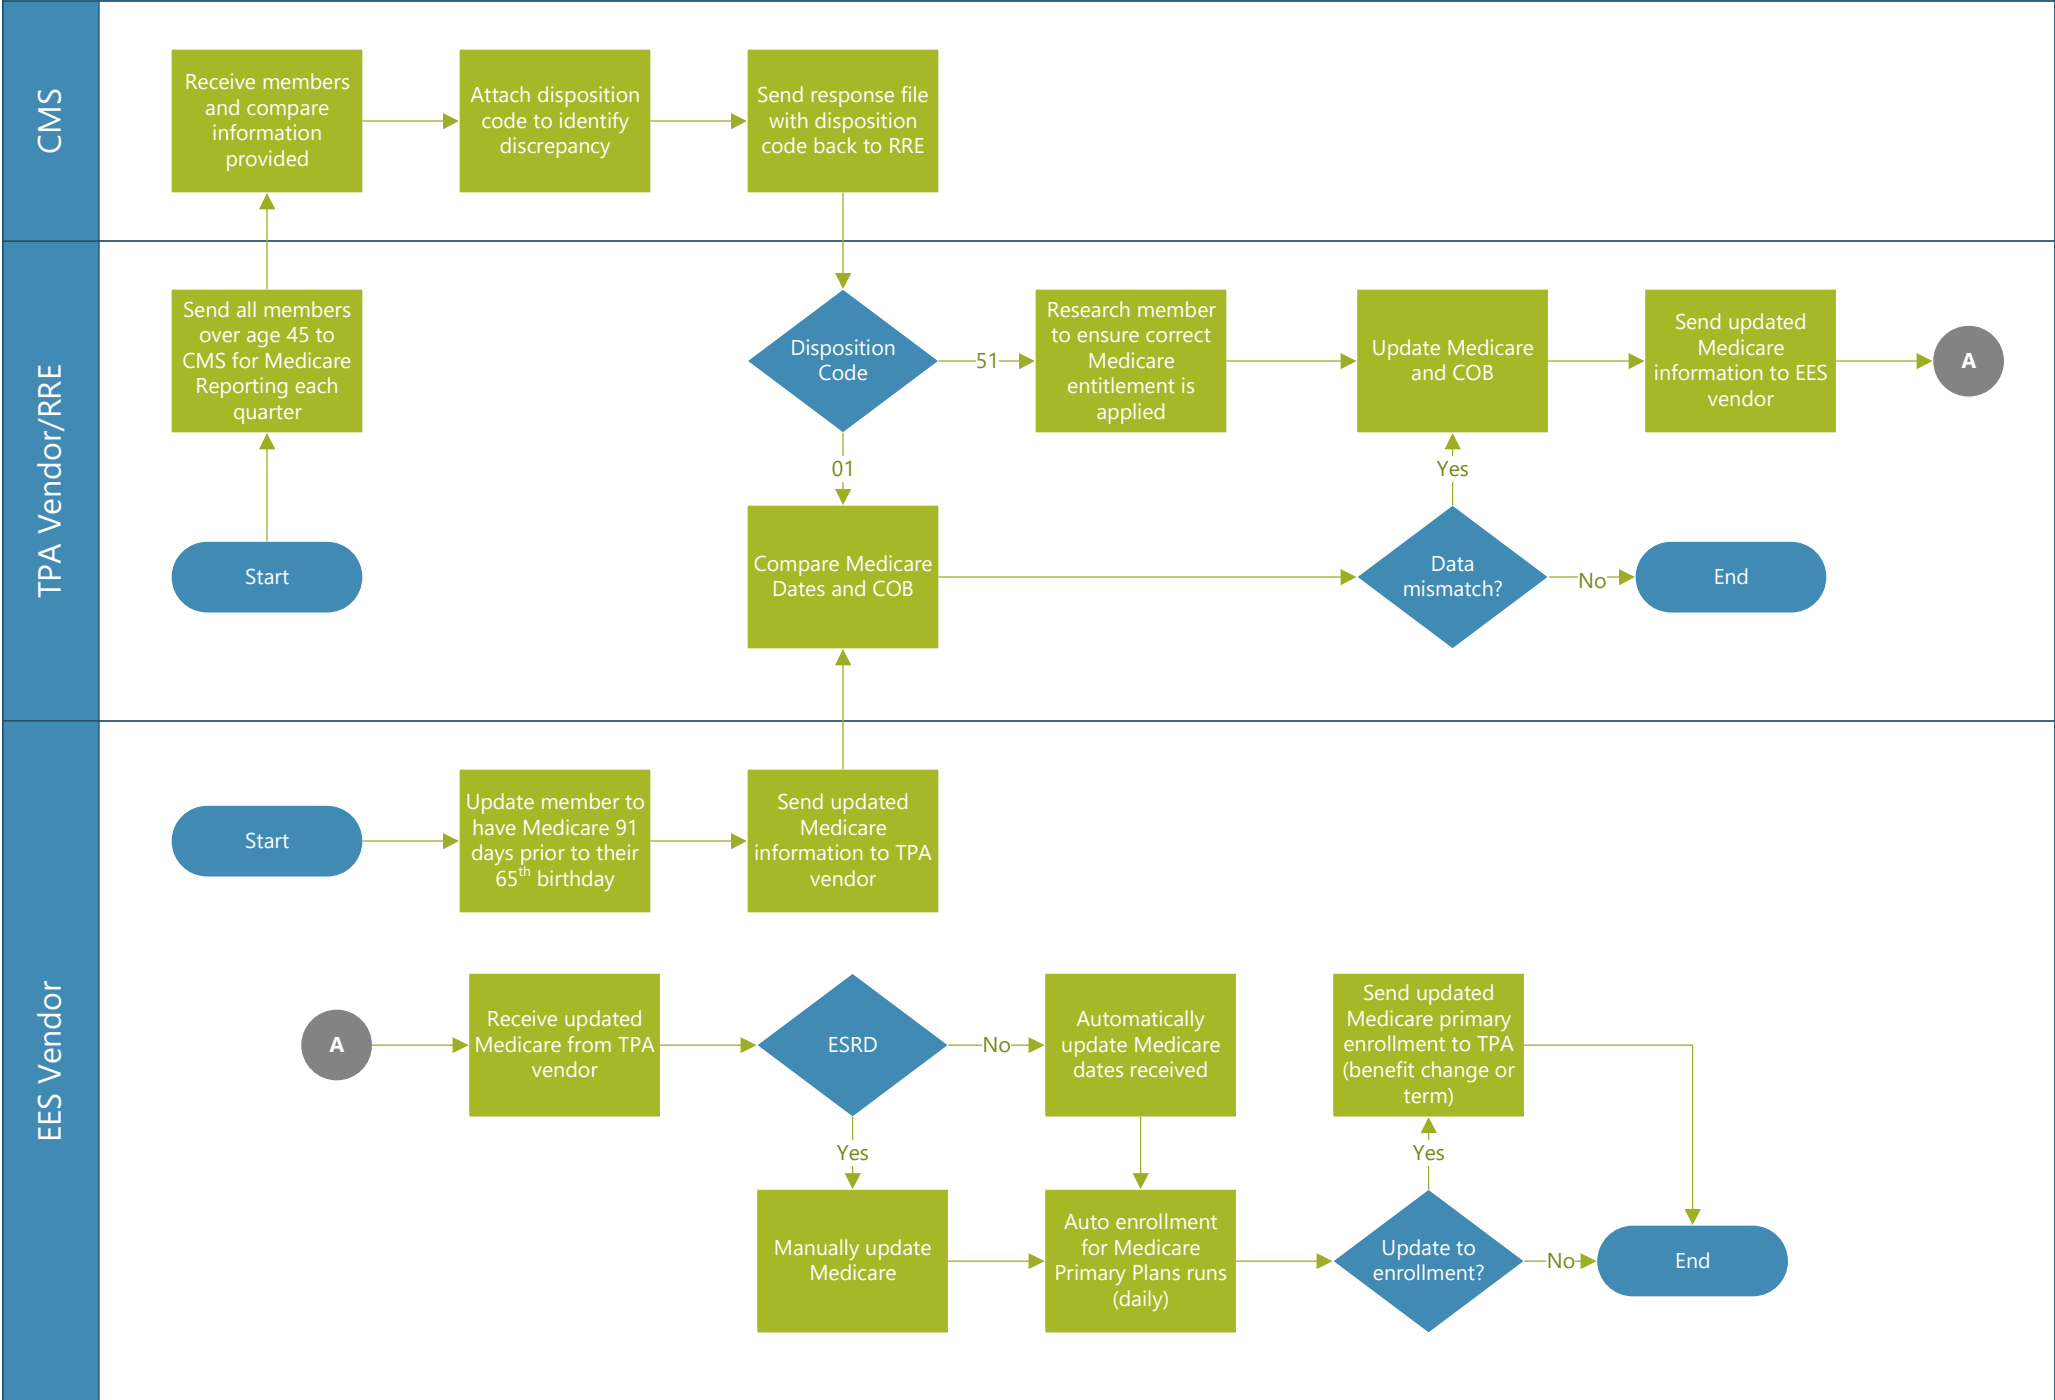 CMS
Receive members
and compare
information
provided
Attach disposition
code to identify
discrepancy
Send response file
with disposition
code back to RRE
TPA Vendor/RRE
Send all members
over age 45 to
CMS for Medicare
Reporting each
quarter
Start
Disposition
Code
51
01
Research member
to ensure correct
Medicare
entitlement is
applied
Update Medicare
and COB
Send updated
Medicare
information to EES
vendor
A
Compare Medicare
Dates and COB
Yes
Data
mismatch?
No
End
EES Vendor
Start
Update member to
have Medicare 91
days prior to their
65th birthday
Send updated
Medicare
information to TPA
vendor
A
Receive updated
Medicare from TPA
vendor
ESRD
No
Yes
Automatically
update Medicare
dates received
Send updated
Medicare primary
enrollment to TPA
(benefit change or
term)
Yes
Manually update
Medicare
Auto enrollment
for Medicare
Primary Plans runs
(daily)
Update to
enrollment?
No
End